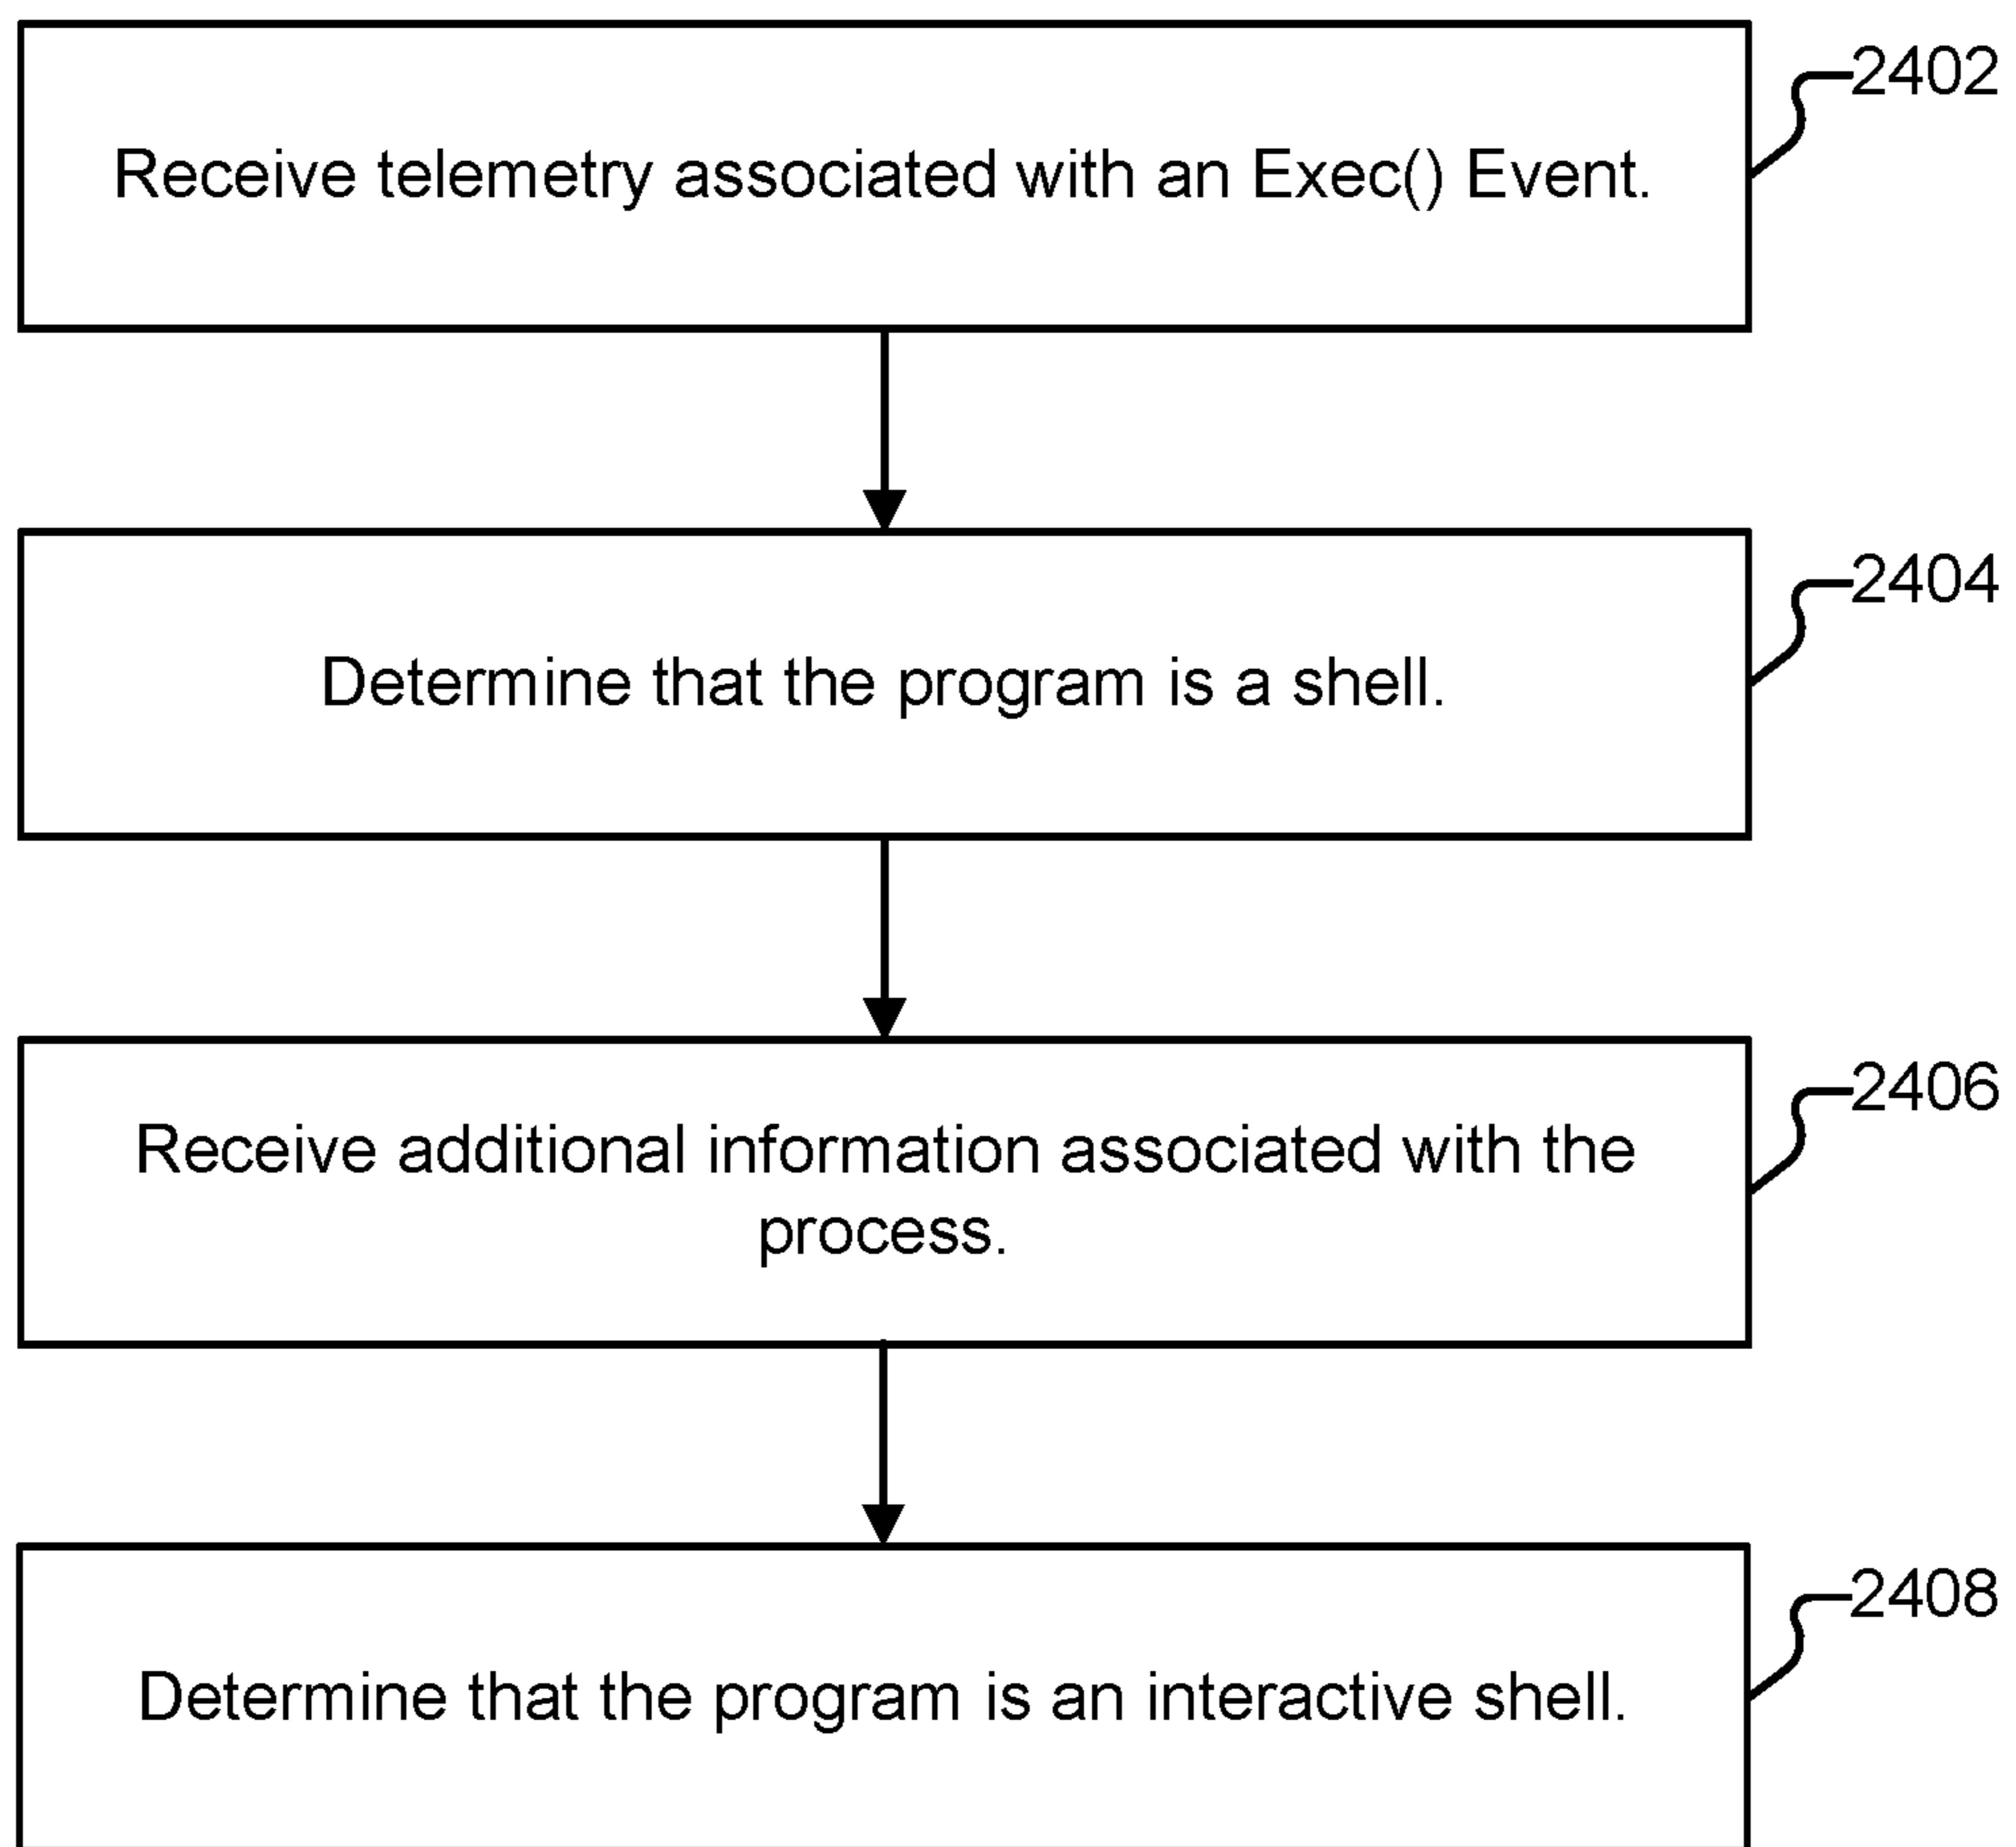 2402
Receive telemetry associated with an Exec() Event.
2404
Determine that the program is a shell.
2406
Receive additional information associated with the
process.
2408
Determine that the program is an interactive shell.